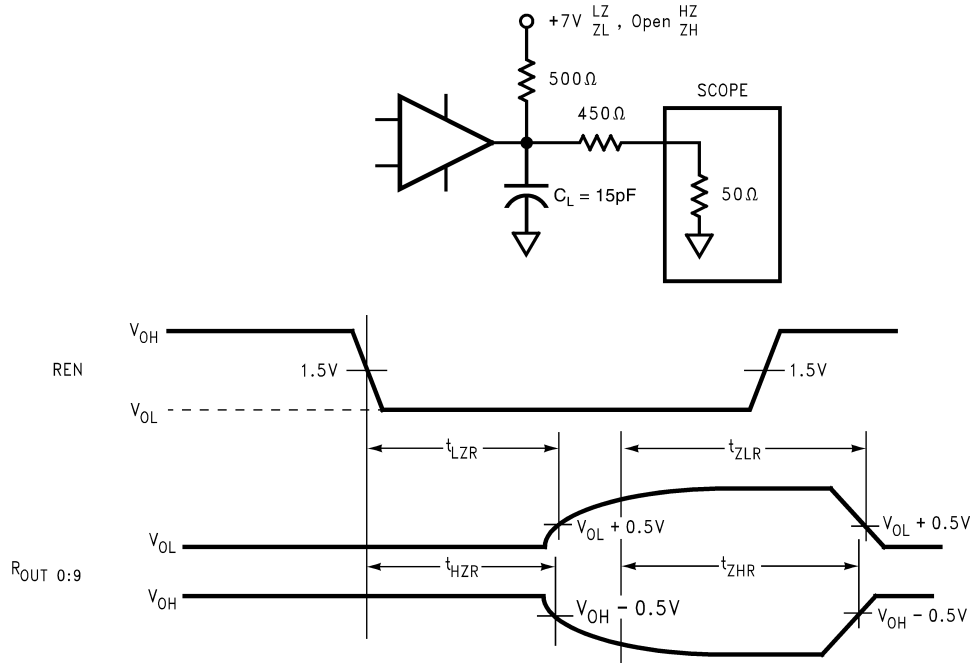 +7V LZ ZL , Open HZ ZH
500Ω
SCOPE
450Ω
C_L = 15pF
50Ω
V_OH
REN
1.5V
1.5V
V_OL
t_LZR
t_ZLR
V_OL + 0.5V
V_OL + 0.5V
V_OL
R_OUT 0:9
t_HZR
t_ZHR
V_OH
V_OH − 0.5V
V_OH − 0.5V